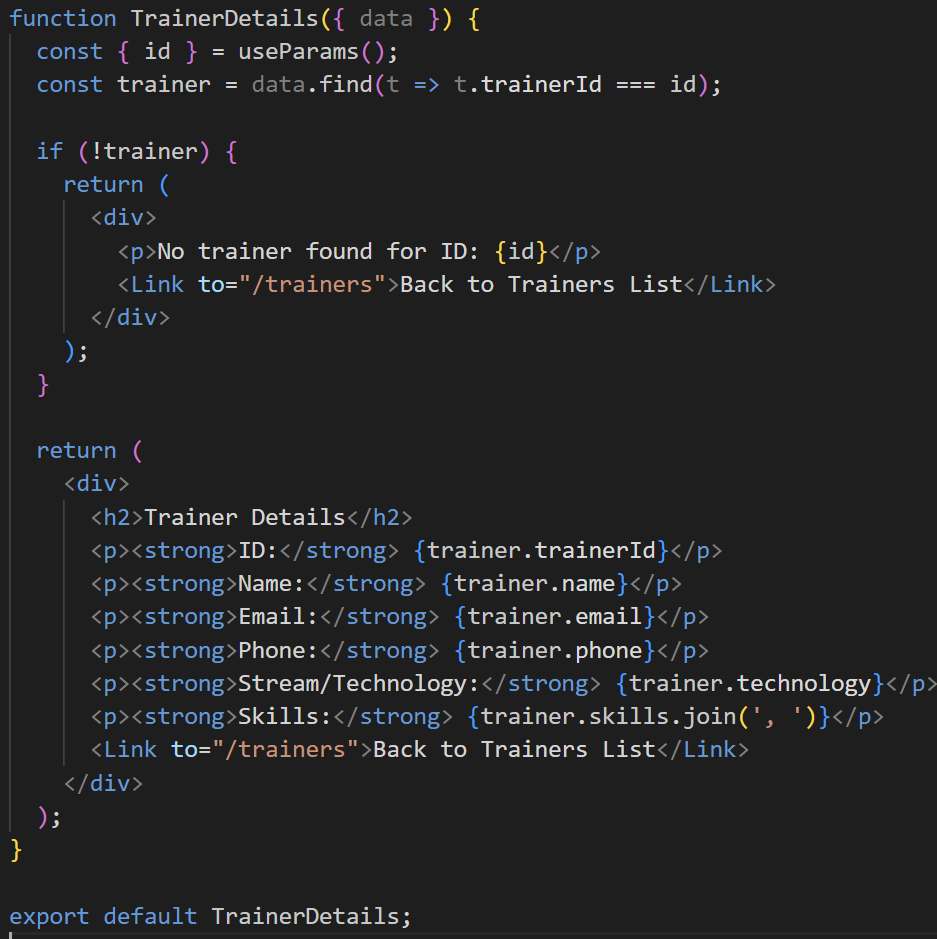 function TrainerDetails({ data }) {
  const { id } = useParams();
  const trainer = data.find(t => t.trainerId === id);

  if (!trainer) {
    return (
      <div>
        <p>No trainer found for ID: {id}</p>
        <Link to="/trainers">Back to Trainers List</Link>
      </div>
    );
  }

  return (
    <div>
      <h2>Trainer Details</h2>
      <p><strong>ID:</strong> {trainer.trainerId}</p>
      <p><strong>Name:</strong> {trainer.name}</p>
      <p><strong>Email:</strong> {trainer.email}</p>
      <p><strong>Phone:</strong> {trainer.phone}</p>
      <p><strong>Stream/Technology:</strong> {trainer.technology}</p>
      <p><strong>Skills:</strong> {trainer.skills.join(', ')}</p>
      <Link to="/trainers">Back to Trainers List</Link>
    </div>
  );
}

export default TrainerDetails;